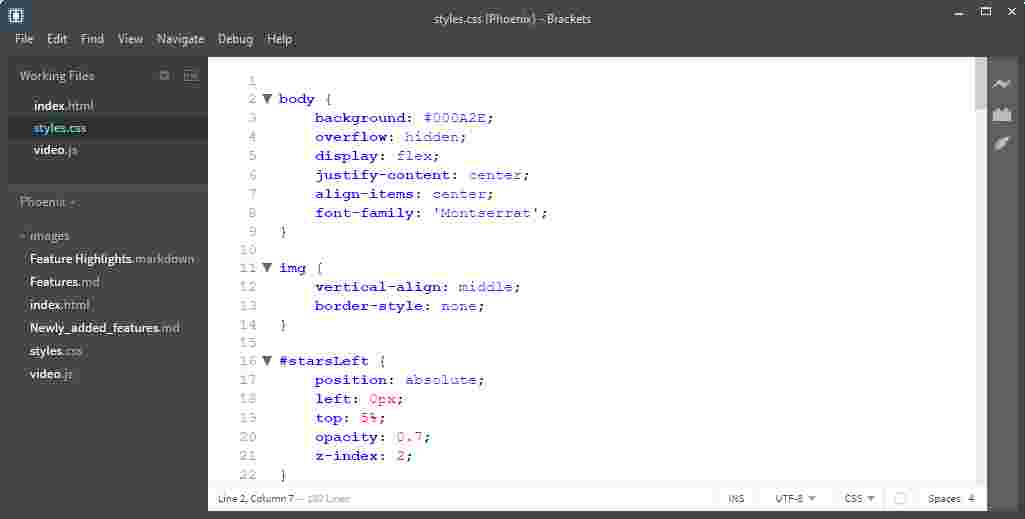 styles.css (Phoenix) - Brackets
File Edit Find View Navigate Debug Help
Working Files
index.html
styles.css
video.js
Phoenix
images
Feature Highlights.markdown
Features.md
index.html
Newly_added_features.md
styles.css
video.js
1
2 body {
3 background: #000A2E;
4 overflow: hidden;
5 display: flex;
6 justify-content: center;
7 align-items: center;
8 font-family: 'Montserrat';
9 }
10
11 img {
12 vertical-align: middle;
13 border-style: none;
14 }
15
16 #starsLeft {
17 position: absolute;
18 left: 0px;
19 top: 5%;
20 opacity: 0.7;
21 z-index: 2;
22 }
Line 2, Column 7 — Lines
INS UTF-8 CSS Spaces: 4